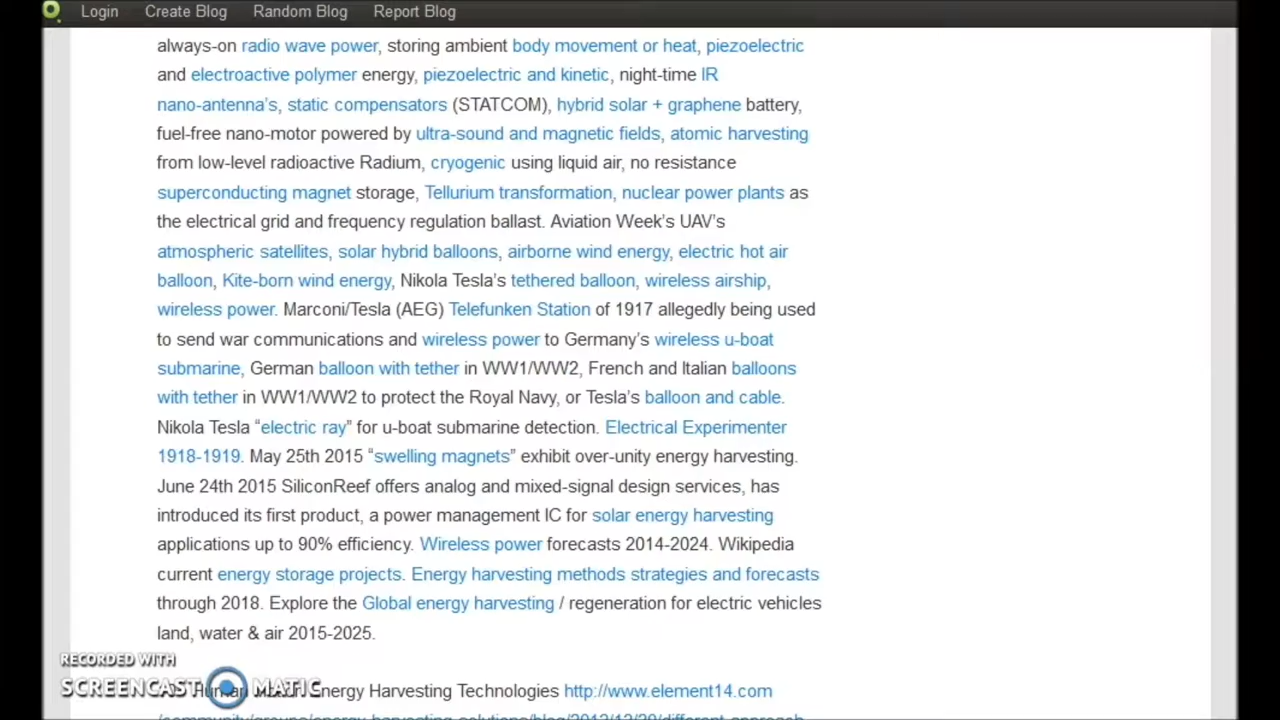 Login Create Blog Random Blog Report Blog
always-on radio wave power, storing ambient body movement or heat, piezoelectric
and electroactive polymer energy, piezoelectric and kinetic, night-time IR
nano-antenna's, static compensators (STATCOM), hybrid solar + graphene battery,
fuel-free nano-motor powered by ultra-sound and magnetic fields, atomic harvesting
from low-level radioactive Radium, cryogenic using liquid air, no resistance
superconducting magnet storage, Tellurium transformation, nuclear power plants as
the electrical grid and frequency regulation ballast. Aviation Week's UAV's
atmospheric satellites, solar hybrid balloons, airborne wind energy, electric hot air
balloon, Kite-born wind energy, Nikola Tesla's tethered balloon, wireless airship,
wireless power. Marconi/Tesla (AEG) Telefunken Station of 1917 allegedly being used
to send war communications and wireless power to Germany's wireless u-boat
submarine, German balloon with tether in WW1/WW2, French and Italian balloons
with tether in WW1/WW2 to protect the Royal Navy, or Tesla's balloon and cable.
Nikola Tesla “electric ray” for u-boat submarine detection. Electrical Experimenter
1918-1919. May 25th 2015 “swelling magnets” exhibit over-unity energy harvesting.
June 24th 2015 SiliconReef offers analog and mixed-signal design services, has
introduced its first product, a power management IC for solar energy harvesting
applications up to 90% efficiency. Wireless power forecasts 2014-2024. Wikipedia
current energy storage projects. Energy harvesting methods strategies and forecasts
through 2018. Explore the Global energy harvesting / regeneration for electric vehicles
land, water & air 2015-2025.
RECORDED WITH
SCREENCAST MATIC
Energy Harvesting Technologies http://www.element14.com
/community/groups/energy-harvesting-solutions/blog/2012/12/20/different-approach